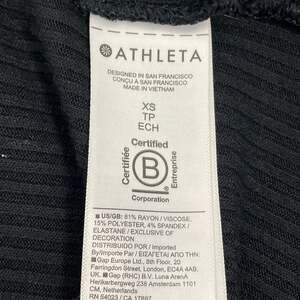 ATHLETA
DESIGNED IN SAN FRANCISCO
CONÇU À SAN FRANCISCO
MADE IN VIETNAM
XS
TP
ECH
Certified
Certifiée
B
Entreprise
Corporation
US/GB: 81% RAYON / VISCOSE,
15% POLYESTER, 4% SPANDEX /
ELASTANE / EXCLUSIVE OF
DECORATION
DISTRIBUIDO POR / Imported
By/Importe Par / ΕΙΣΑΓΕΤΑΙ ΑΠΟ ΤΗΝ:
Gap Europe Ltd., 8th Floor, 20
Farringdon Street, London, EC4A 4AB,
UK. Gap (RHC) B.V. Luna ArenA
Herikerbergweg 238 Amsterdam 1101
CM, Netherlands
RN 54023 / CA 17897